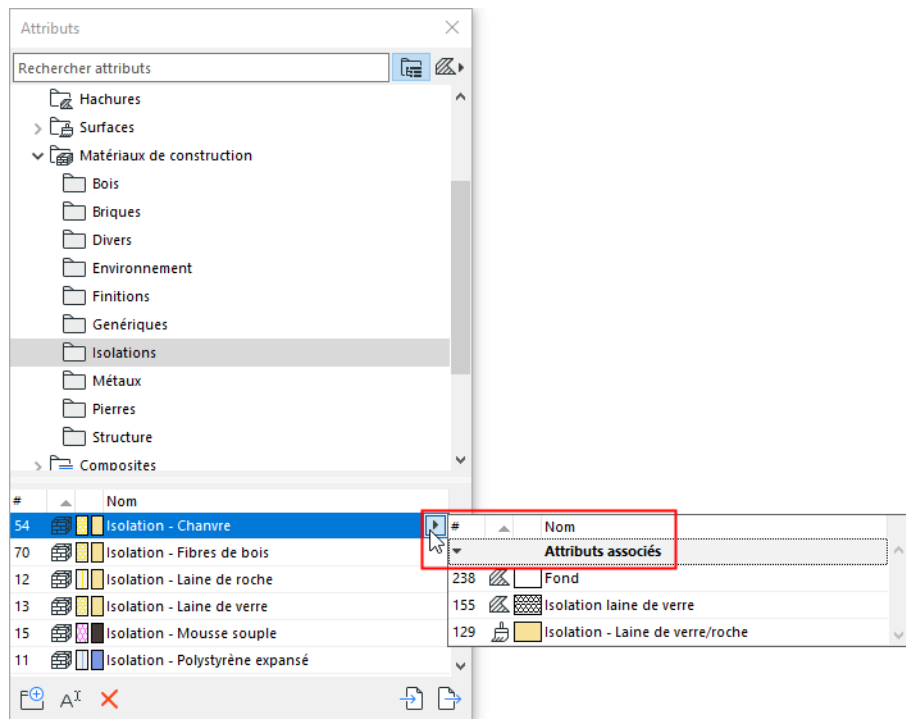 Attributs
Rechercher attributs
Hachures
Surfaces
Matériaux de construction
Bois
Briques
Divers
Environnement
Finitions
Genériques
Isolations
Métaux
Pierres
Structure
Composites
# Nom
54 Isolation - Chanvre
70 Isolation - Fibres de bois
12 Isolation - Laine de roche
13 Isolation - Laine de verre
15 Isolation - Mousse souple
11 Isolation - Polystyrène expansé
# Nom
Attributs associés
238 Fond
155 Isolation laine de verre
129 Isolation - Laine de verre/roche